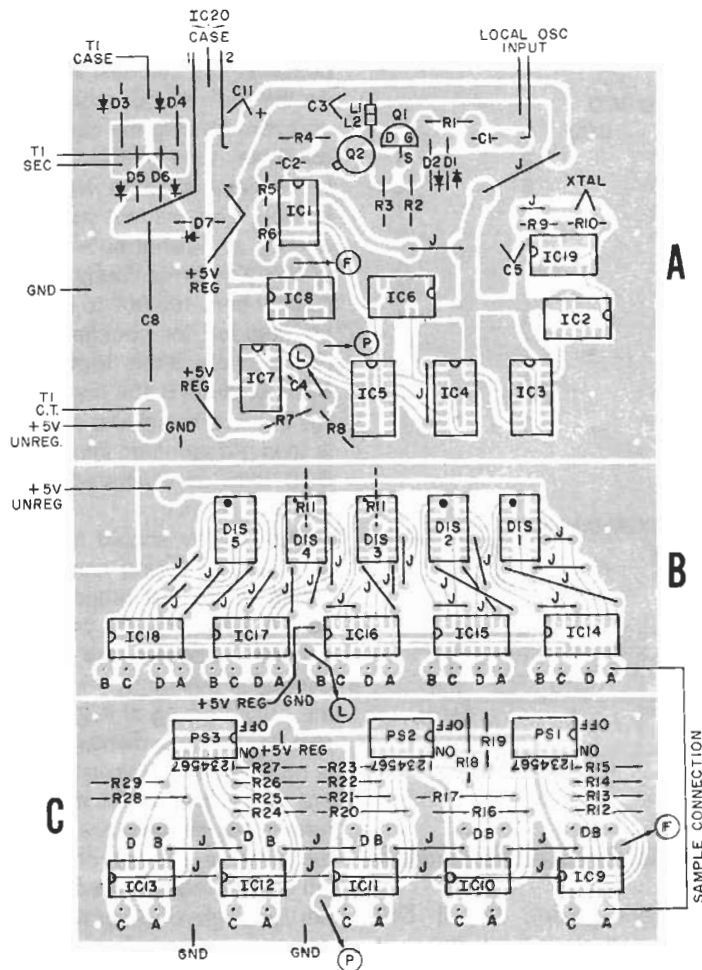 IC20
CASE
1 2
T1
CASE
LOCAL OSC
INPUT
D3 D4
C11 +
C3 L1
L2
Q1
R4 D G R1 C1
Q2 S
T1
SEC
D5 D6
C2 D2 D1 J
R5 IC1 R3 R2 XTAL
D7 R6 J R9 R10
+5V
REG
F C5 IC19
A
GND
IC8 IC6 IC2
C8
P
L
+5V
REG
IC7 C4 IC5 J IC4 IC3
T1
C.T.
+5V
UNREG.
GND R7 R8
+5V
UNREG
R11 R11
DIS
5
DIS
4
DIS
3
DIS
2
DIS
1
J J J J J J J J
B
J J J J J J
IC18 IC17 IC16 IC15 IC14
B C D A B C D A B C D A B C D A B C D A
+5V REG GND L
PS3 OFF PS2 OFF PS1 OFF
NO +5V REG NO R19 NO
1234567 1234567 R18 1234567
R27 R23 R15
R29 R26 R22 R14
R28 R25 R21 R17 R13
R24 R20 R16 R12
C
D B D B D B D B D B F
J J J J
IC13 J IC12 J IC11 J IC10 J IC9
C A C A C A C A C A
GND GND P
SAMPLE CONNECTION